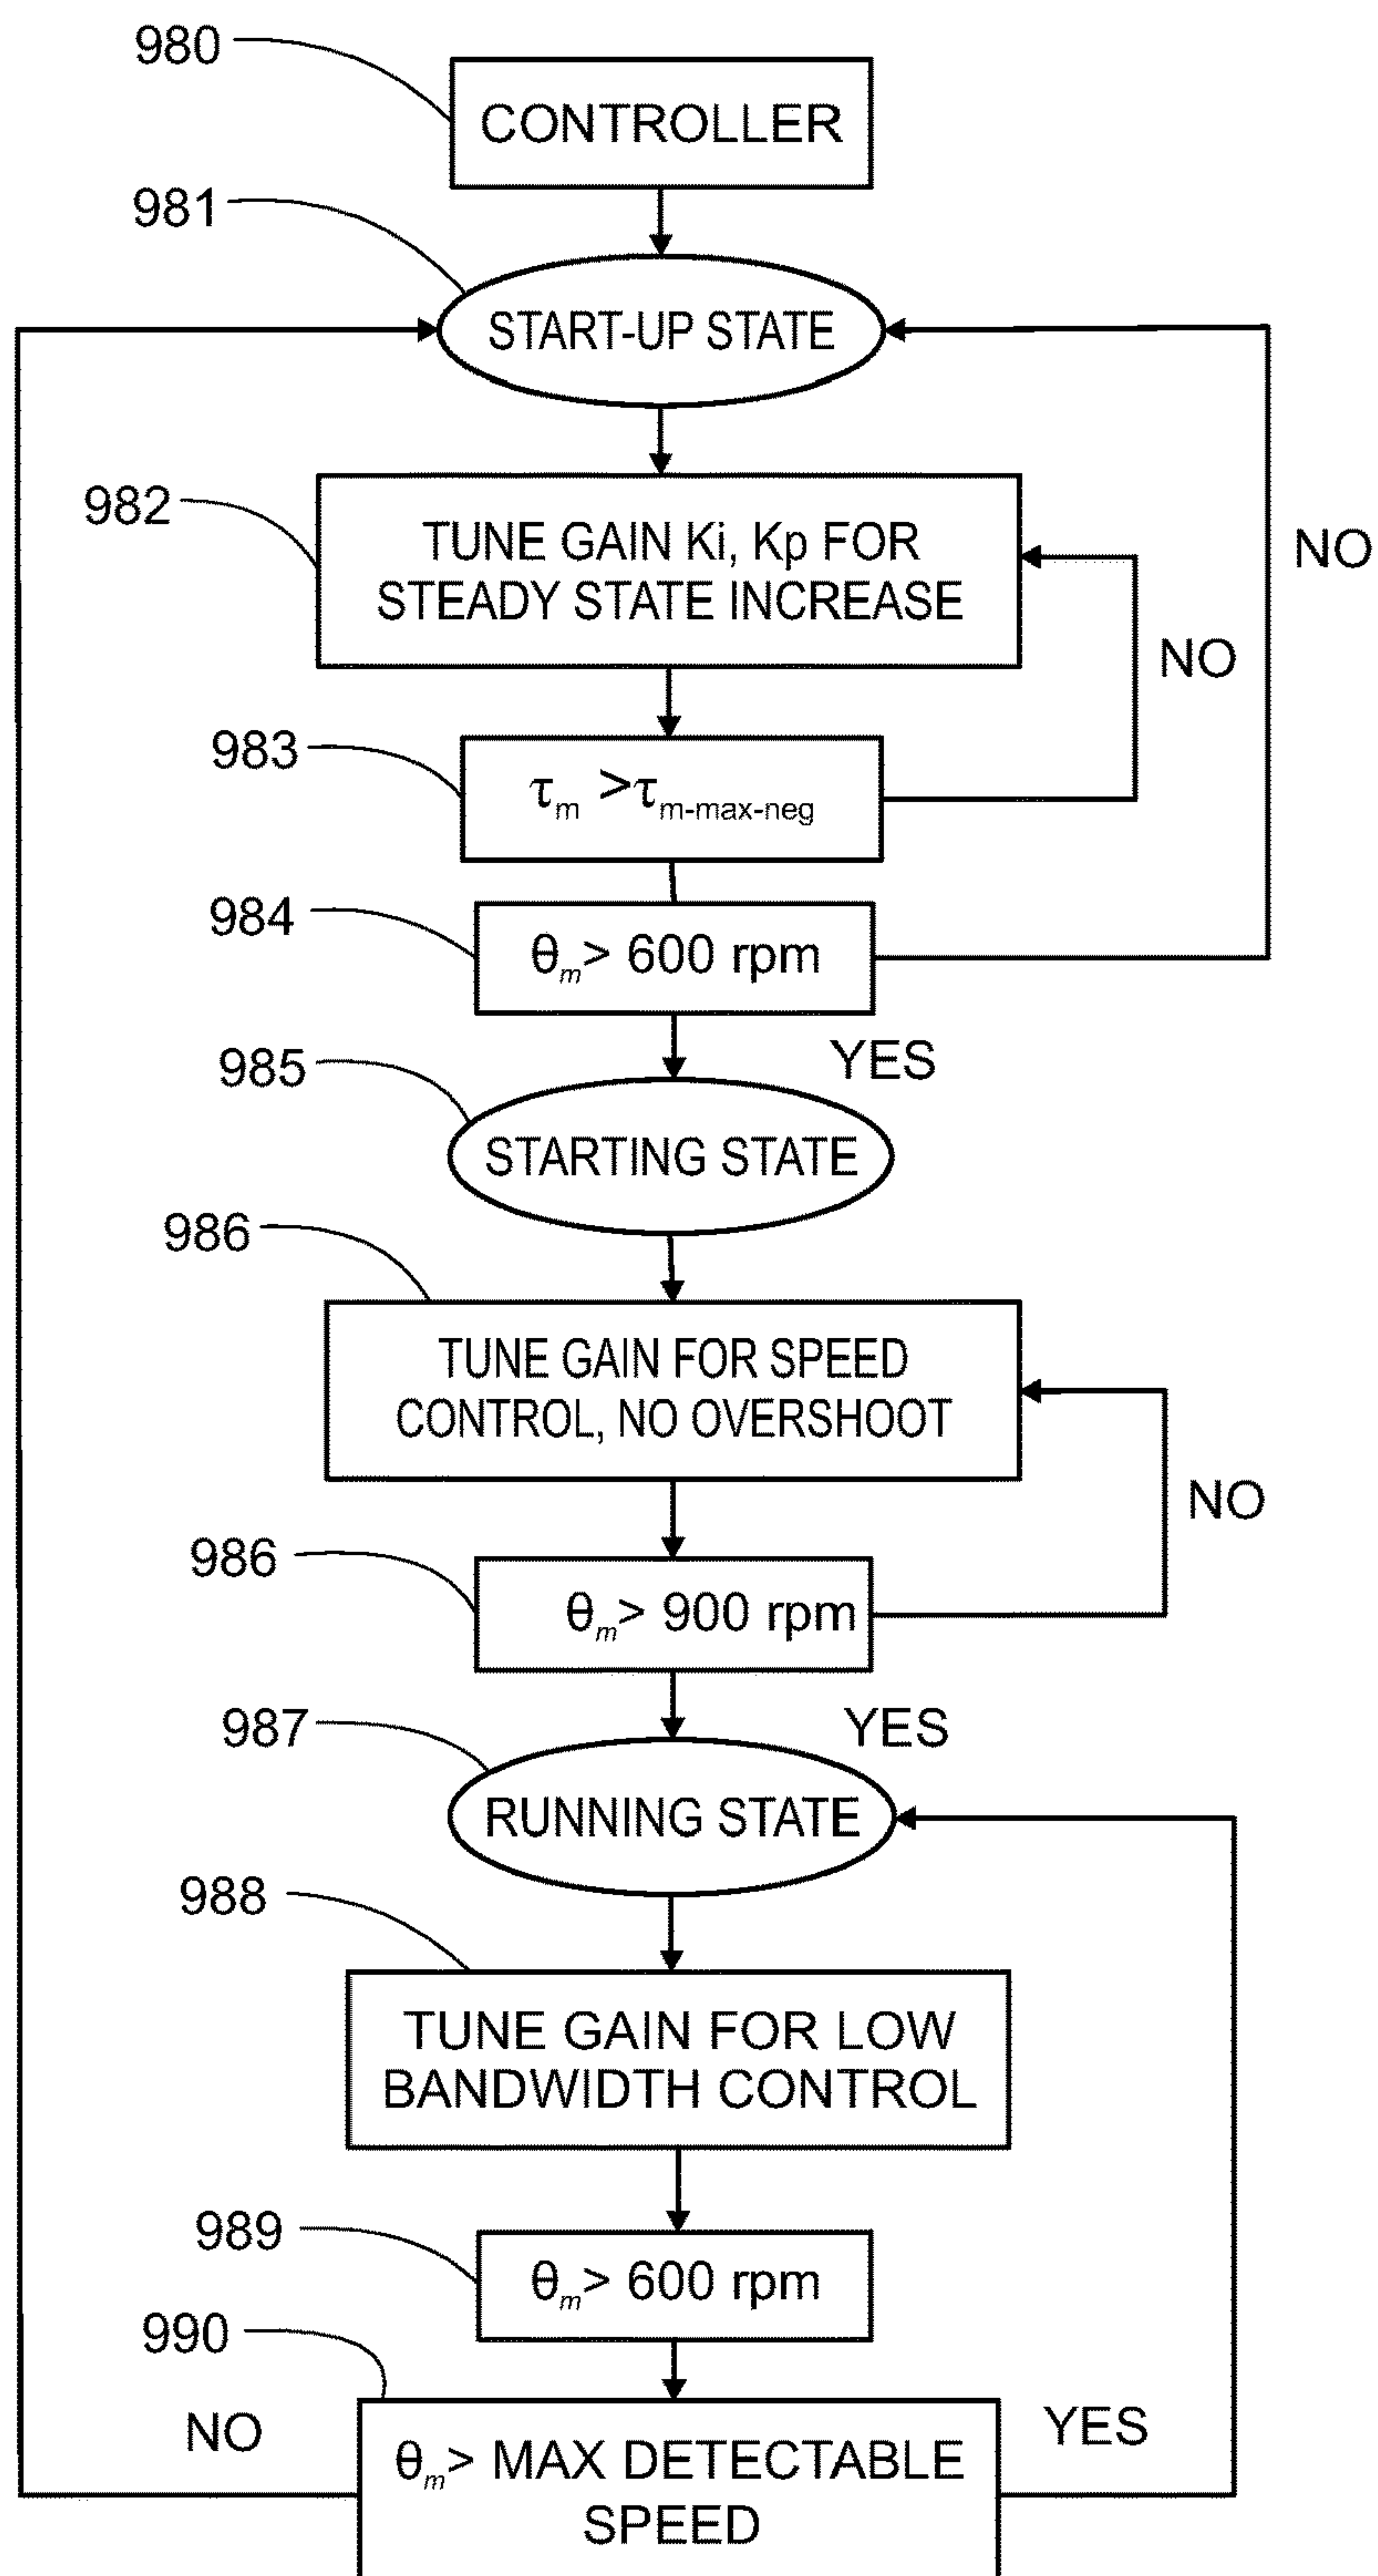 980
CONTROLLER
981
START-UP STATE
982
TUNE GAIN Ki, Kp FOR
STEADY STATE INCREASE
NO
NO
983
τm >τm-max-neg
984
θm> 600 rpm
YES
985
STARTING STATE
986
TUNE GAIN FOR SPEED
CONTROL, NO OVERSHOOT
NO
986
θm> 900 rpm
YES
987
RUNNING STATE
988
TUNE GAIN FOR LOW
BANDWIDTH CONTROL
989
θm> 600 rpm
990
NO
YES
θm> MAX DETECTABLE
SPEED